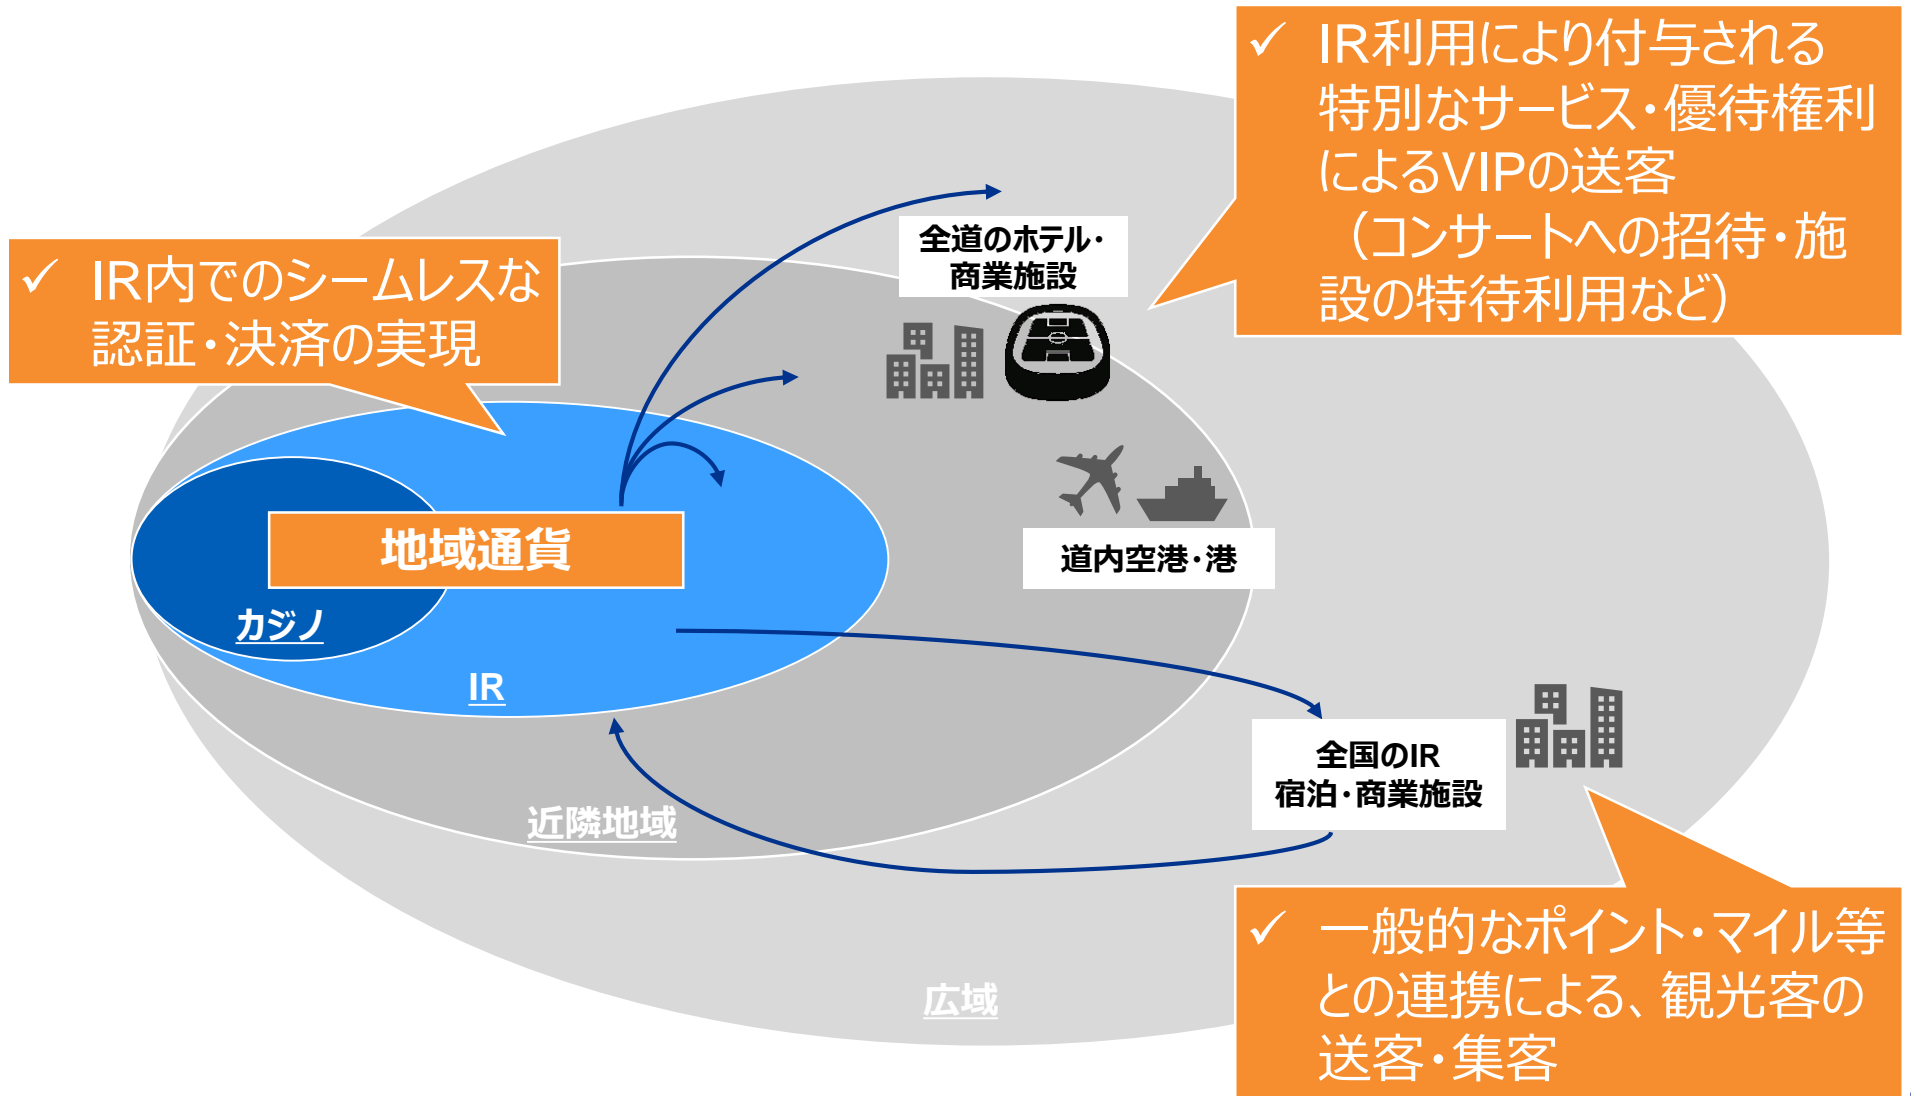 ✓ IR利用により付与される
特別なサービス・優待権利
によるVIPの送客
（コンサートへの招待・施
設の特待利用など）
✓ IR内でのシームレスな
認証・決済の実現
全道のホテル・
商業施設
地域通貨
道内空港・港
カジノ
IR
全国のIR
宿泊・商業施設
近隣地域
✓ 一般的なポイント・マイル等
との連携による、観光客の
送客・集客
広域